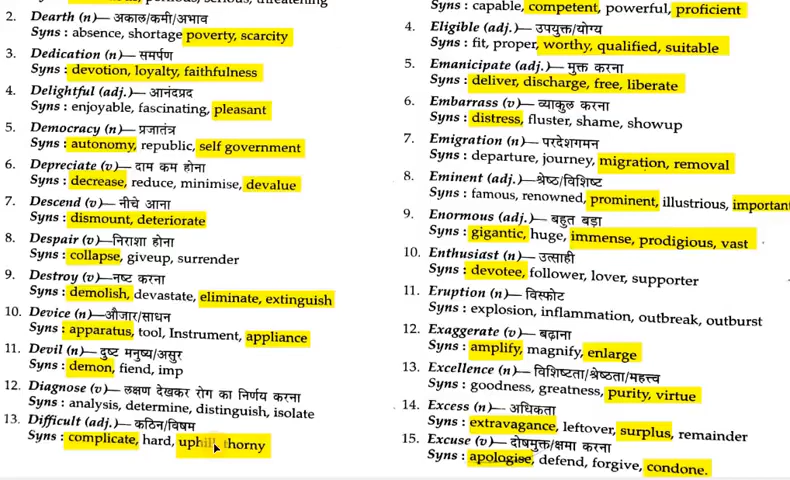 perilous, serious, threatening
2. Dearth (n)— अकाल/कमी/अभाव
Syns : absence, shortage poverty, scarcity
3. Dedication (n)— समर्पण
Syns : devotion, loyalty, faithfulness
4. Delightful (adj.)— आनंदप्रद
Syns : enjoyable, fascinating, pleasant
5. Democracy (n)— प्रजातंत्र
Syns : autonomy, republic, self government
6. Depreciate (v)— दाम कम होना
Syns : decrease, reduce, minimise, devalue
7. Descend (v)— नीचे आना
Syns : dismount, deteriorate
8. Despair (v)—निराशा होना
Syns : collapse, giveup, surrender
9. Destroy (v)—नष्ट करना
Syns : demolish, devastate, eliminate, extinguish
10. Device (n)—औजार/साधन
Syns : apparatus, tool, Instrument, appliance
11. Devil (n)— दुष्ट मनुष्य/असुर
Syns : demon, fiend, imp
12. Diagnose (v)— लक्षण देखकर रोग का निर्णय करना
Syns : analysis, determine, distinguish, isolate
13. Difficult (adj.)—कठिन/विषम
Syns : complicate, hard, uphill, thorny
Syns : capable, competent, powerful, proficient
4. Eligible (adj.)— उपयुक्त/योग्य
Syns : fit, proper, worthy, qualified, suitable
5. Emanicipate (adj.)— मुक्त करना
Syns : deliver, discharge, free, liberate
6. Embarrass (v)— व्याकुल करना
Syns : distress, fluster, shame, showup
7. Emigration (n)— परदेशगमन
Syns : departure, journey, migration, removal
8. Eminent (adj.)—श्रेष्ठ/विशिष्ट
Syns : famous, renowned, prominent, illustrious, important
9. Enormous (adj.)— बहुत बड़ा
Syns : gigantic, huge, immense, prodigious, vast
10. Enthusiast (n)— उत्साही
Syns : devotee, follower, lover, supporter
11. Eruption (n)— विस्फोट
Syns : explosion, inflammation, outbreak, outburst
12. Exaggerate (v)— बढ़ाना
Syns : amplify, magnify, enlarge
13. Excellence (n)— विशिष्टता/श्रेष्ठता/महत्त्व
Syns : goodness, greatness, purity, virtue
14. Excess (n)— अधिकता
Syns : extravagance, leftover, surplus, remainder
15. Excuse (v)— दोषमुक्त/क्षमा करना
Syns : apologise, defend, forgive, condone.